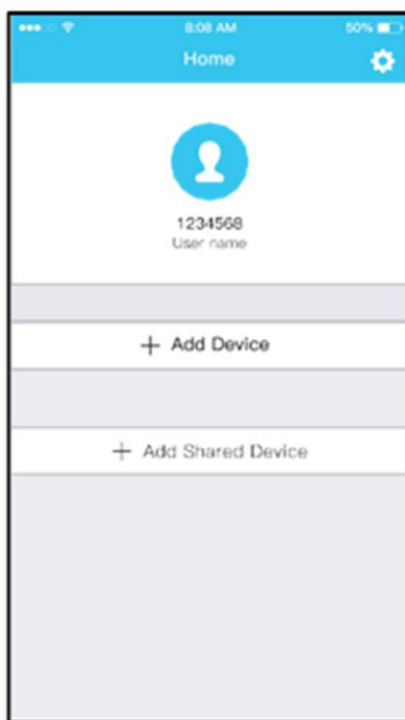 8:08 AM 50%
Home
1234568
User name
+ Add Device
+ Add Shared Device